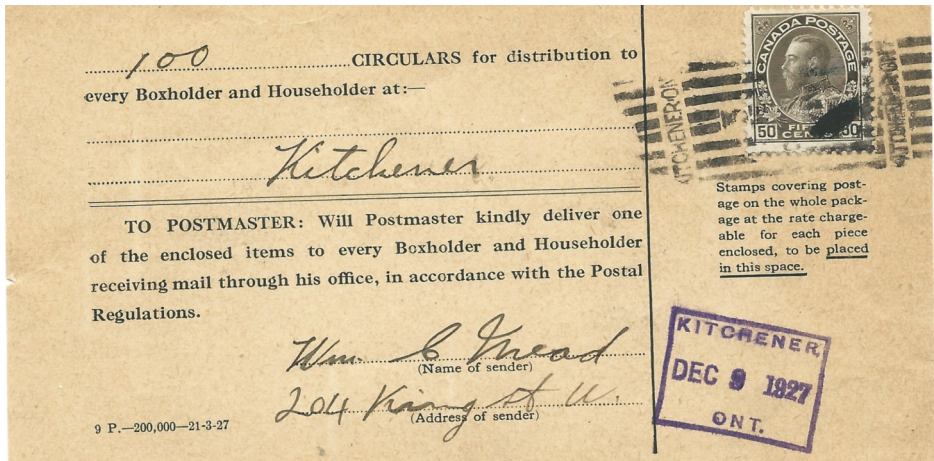 100 CIRCULARS for distribution to
every Boxholder and Householder at:—
Kitchener
TO POSTMASTER: Will Postmaster kindly deliver one
of the enclosed items to every Boxholder and Householder
receiving mail through his office, in accordance with the Postal
Regulations.
Wm. C Mead
(Name of sender)
204 King St W.
(Address of sender)
9 P.—200,000—21-3-27
CANADA POSTAGE
50 FIFTY 50
CENTS
KITCHENER ON
KITCHENER ON
Stamps covering post-
age on the whole pack-
age at the rate charge-
able for each piece
enclosed, to be placed
in this space.
KITCHENER,
DEC 9 1927
ONT.